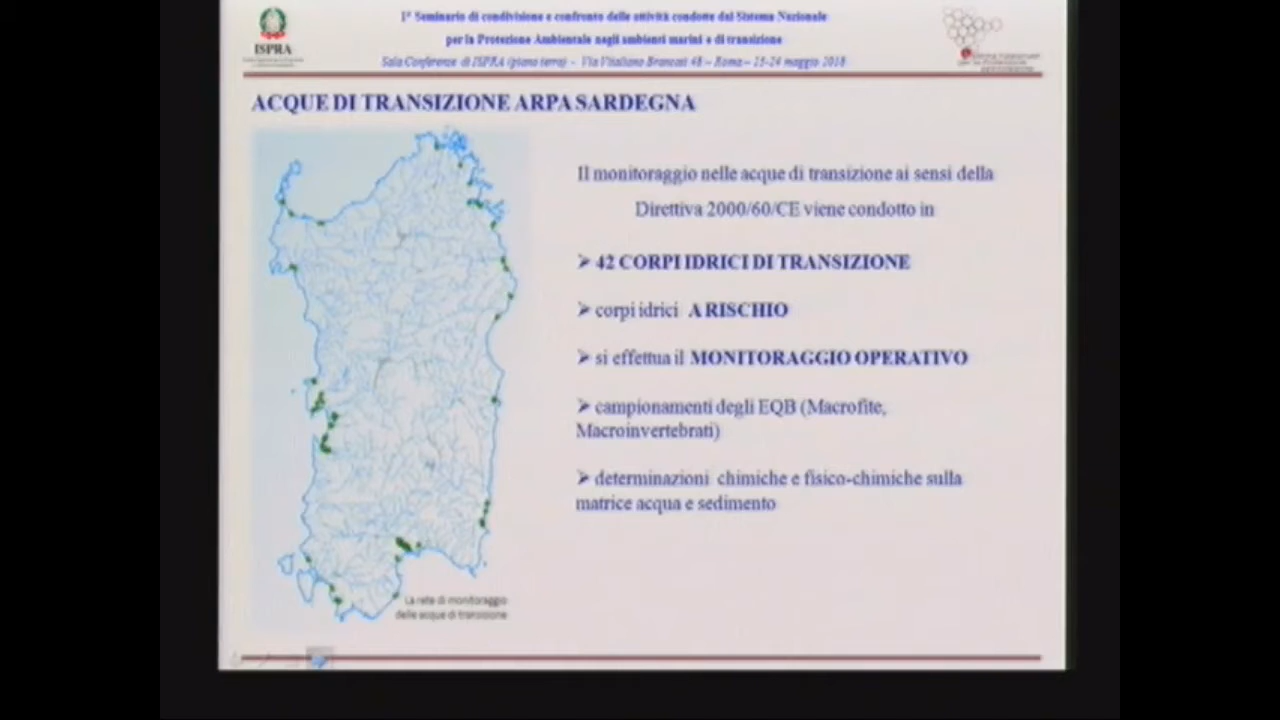 1° Seminario di condivisione e confronto delle attività condotte dal Sistema Nazionale
per la Protezione Ambientale negli ambienti marini e di transizione
Sala Conferenze di ISPRA (piano terra) - Via Vitaliano Brancati 48 – Roma – 23-24 maggio 2018
ISPRA
ACQUE DI TRANSIZIONE ARPA SARDEGNA
Il monitoraggio nelle acque di transizione ai sensi della
Direttiva 2000/60/CE viene condotto in
➢ 42 CORPI IDRICI DI TRANSIZIONE
➢ corpi idrici A RISCHIO
➢ si effettua il MONITORAGGIO OPERATIVO
➢ campionamenti degli EQB (Macrofite,
Macroinvertebrati)
➢ determinazioni chimiche e fisico-chimiche sulla
matrice acqua e sedimento
La rete di monitoraggio
delle acque di transizione